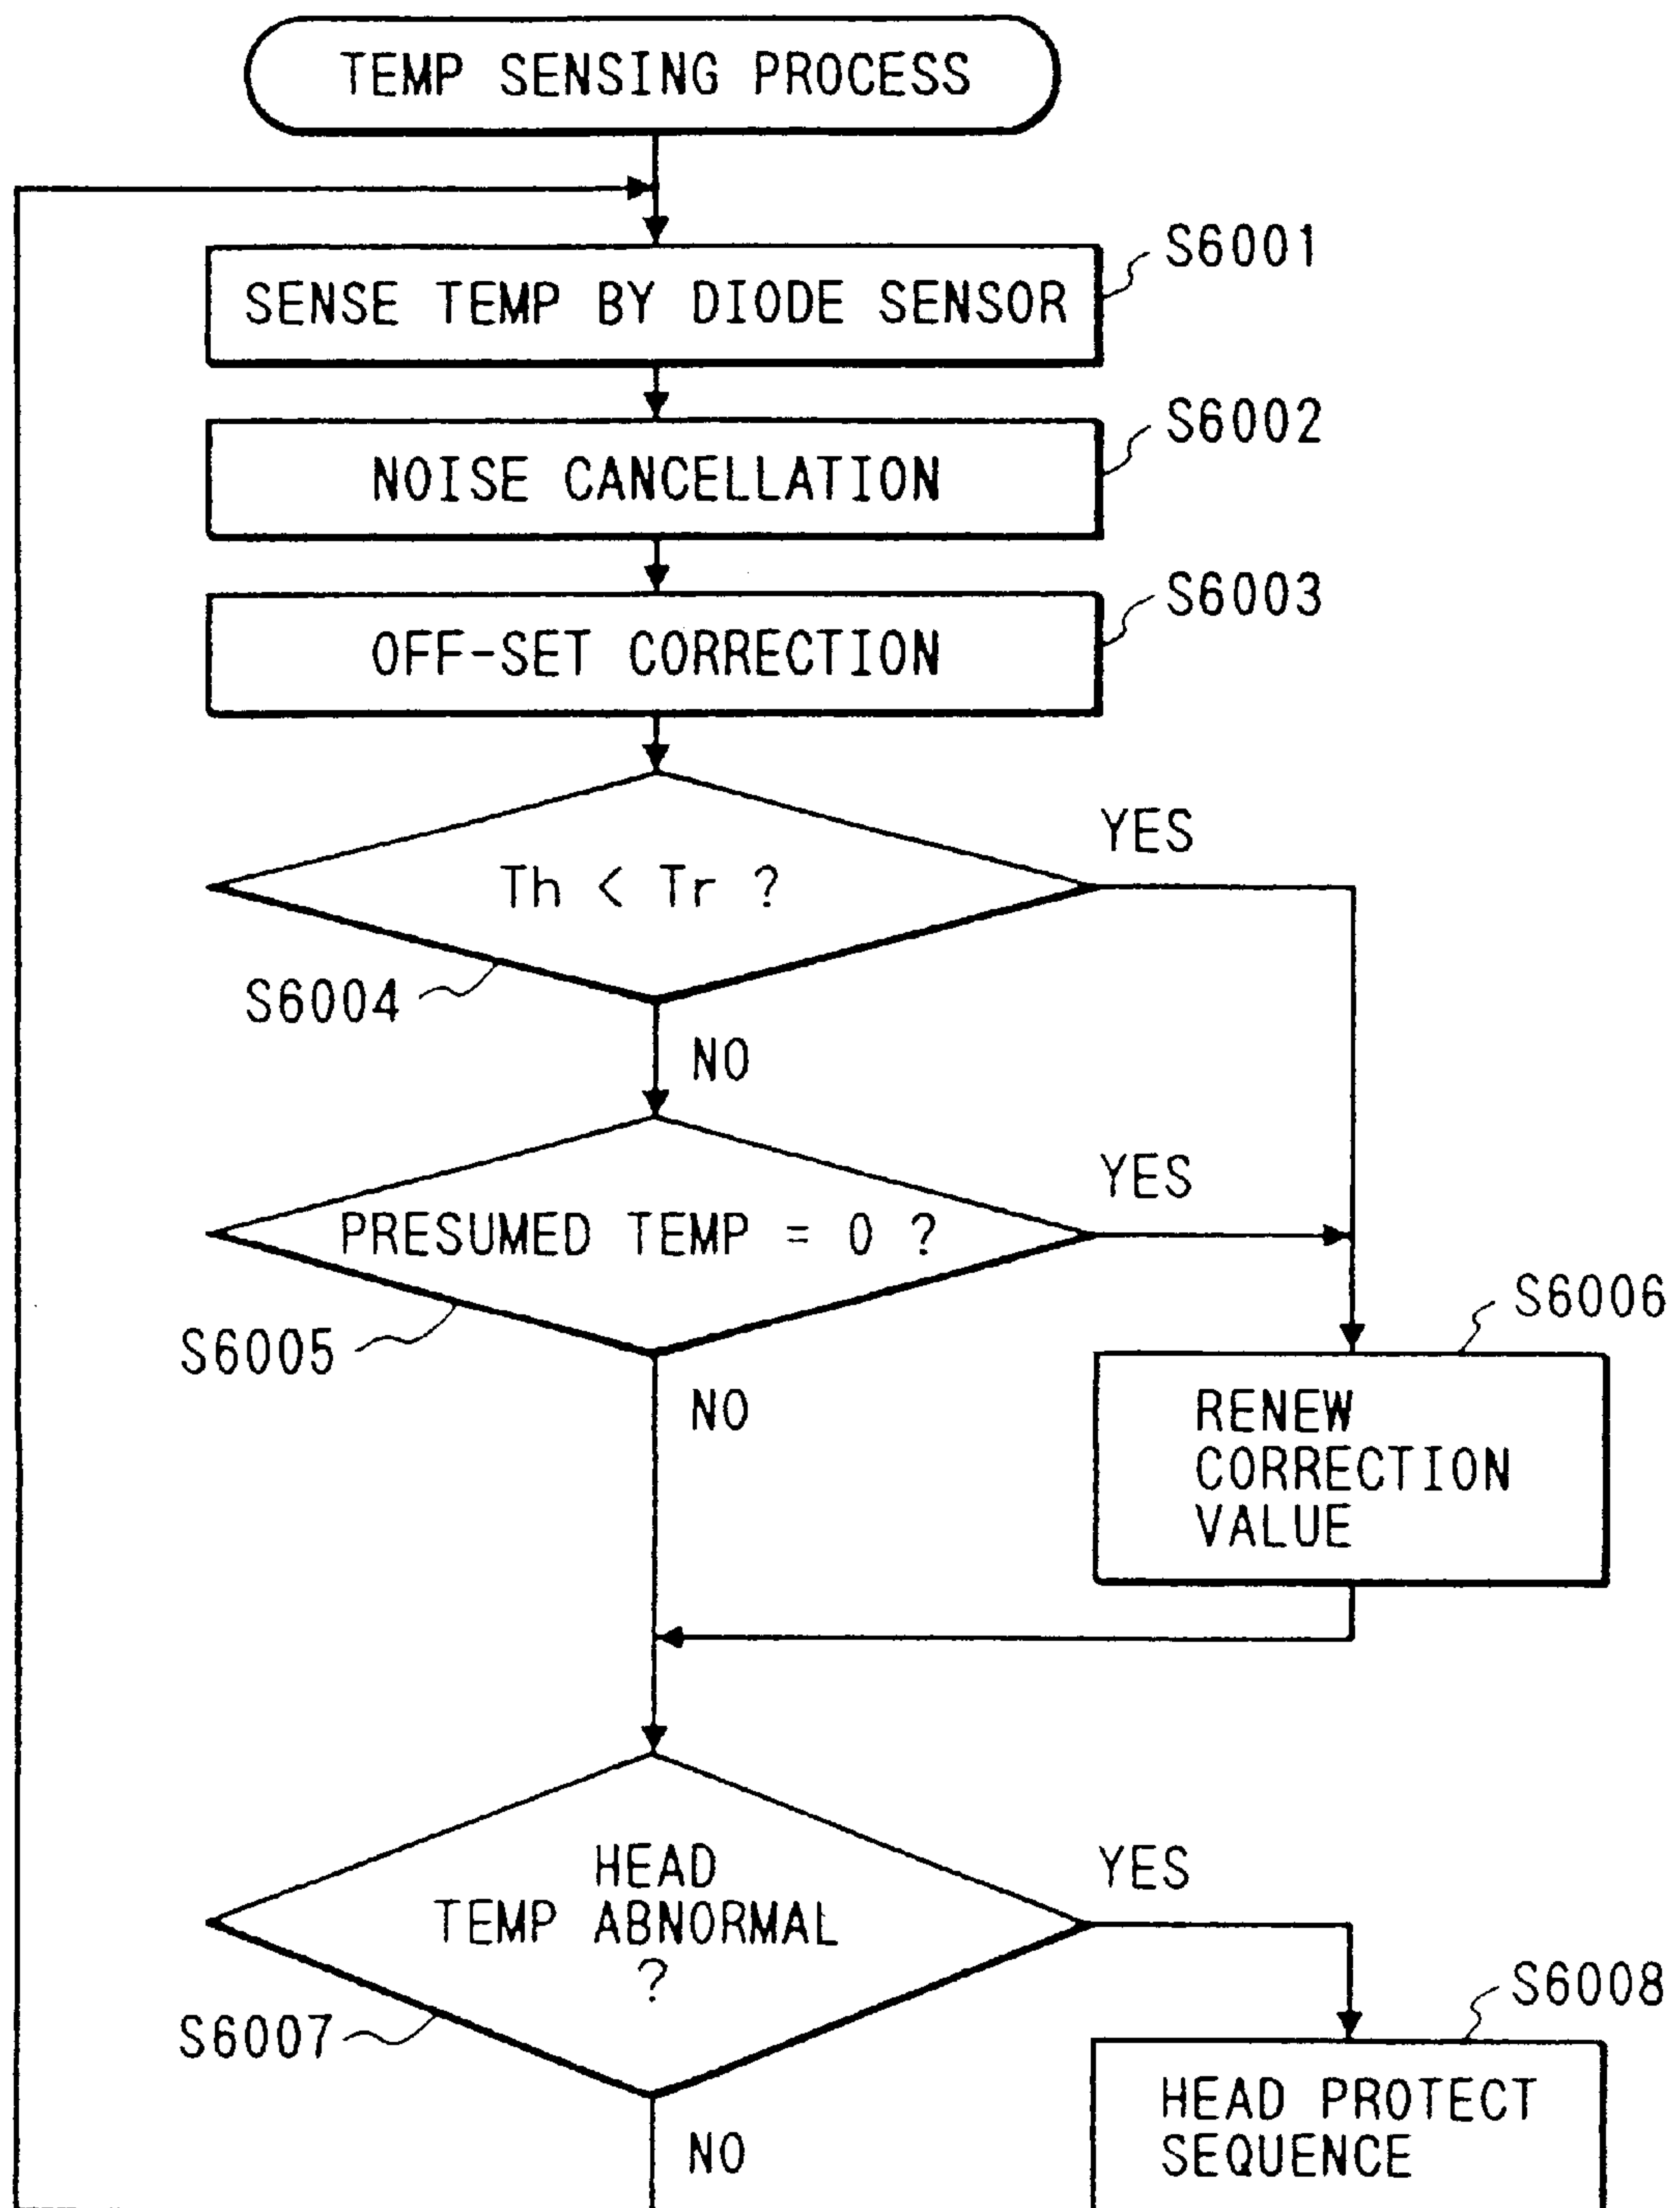 TEMP SENSING PROCESS
S6001
SENSE TEMP BY DIODE SENSOR
S6002
NOISE CANCELLATION
S6003
OFF-SET CORRECTION
YES
Th < Tr ?
S6004
NO
YES
PRESUMED TEMP = 0 ?
S6005
S6006
NO
RENEW
CORRECTION
VALUE
HEAD
TEMP ABNORMAL
?
YES
S6007
S6008
NO
HEAD PROTECT
SEQUENCE